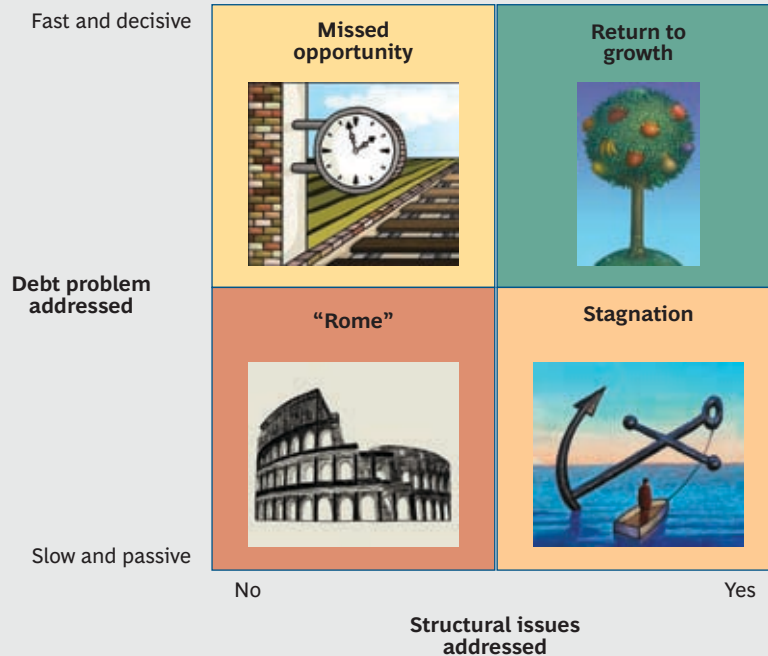 Fast and decisive
Missed
opportunity
Return to
growth
Debt problem
addressed
“Rome”
Stagnation
Slow and passive
No
Yes
Structural issues
addressed